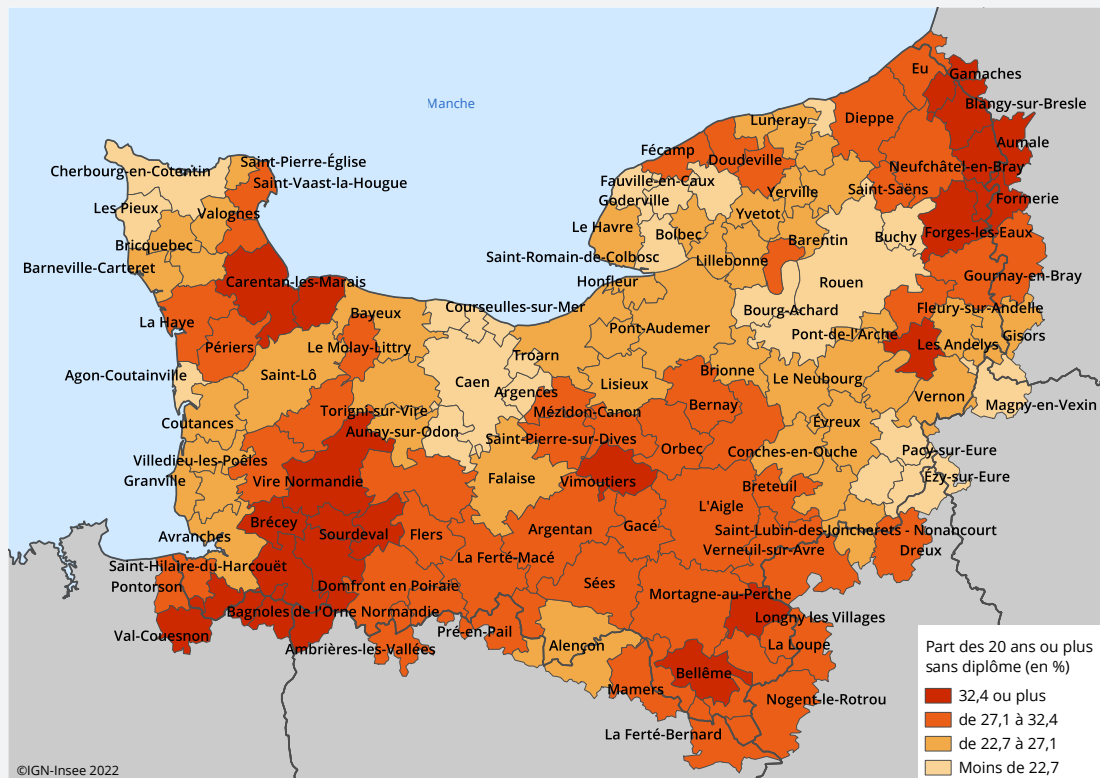 Manche
Eu
Gamaches
Blangy-sur-Bresle
Luneray
Dieppe
Aumale
Fécamp
Doudeville
Neufchâtel-en-Bray
Saint-Pierre-Église
Cherbourg-en-Cotentin
Saint-Vaast-la-Hougue
Fauville-en-Caux
Yerville
Saint-Saëns
Formerie
Goderville
Les Pieux
Valognes
Yvetot
Le Havre
Bolbec
Barentin
Buchy
Forges-les-Eaux
Bricquebec
Saint-Romain-de-Colbosc
Lillebonne
Barneville-Carteret
Gournay-en-Bray
Carentan-les-Marais
Honfleur
Rouen
Courseulles-sur-Mer
Bourg-Achard
Fleury-sur-Andelle
Bayeux
La Haye
Pont-Audemer
Pont-de-l'Arche
Gisors
Périers
Le Molay-Littry
Les Andelys
Troarn
Agon-Coutainville
Saint-Lô
Brionne
Caen
Lisieux
Le Neubourg
Argences
Vernon
Bernay
Magny-en-Vexin
Torigni-sur-Vire
Mézidon-Canon
Coutances
Évreux
Aunay-sur-Odon
Saint-Pierre-sur-Dives
Orbec
Conches-en-Ouche
Pacy-sur-Eure
Villedieu-les-Poêles
Granville
Vire Normandie
Falaise
Vimoutiers
Ézy-sur-Eure
Breteuil
L'Aigle
Brécey
Gacé
Argentan
Saint-Lubin-des-Joncherets - Nonancourt
Avranches
Sourdeval
Flers
Verneuil-sur-Avre
Dreux
La Ferté-Macé
Saint-Hilaire-du-Harcouët
Pontorson
Domfront en Poiraie
Sées
Mortagne-au-Perche
Bagnoles de l'Orne Normandie
Longny les Villages
Val-Couesnon
Pré-en-Pail
Alençon
La Loupe
Ambrières-les-Vallées
Bellême
Mamers
Nogent-le-Rotrou
La Ferté-Bernard
Part des 20 ans ou plus
sans diplôme (en %)
32,4 ou plus
de 27,1 à 32,4
de 22,7 à 27,1
Moins de 22,7
©IGN-Insee 2022